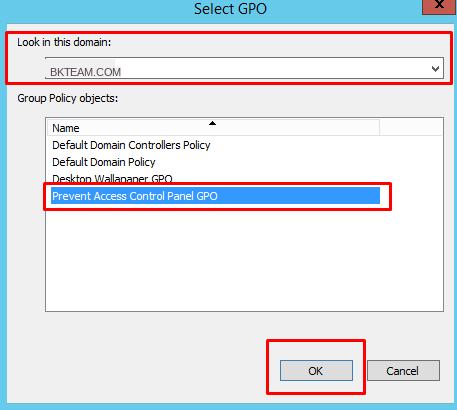 Select GPO
x
Look in this domain:
BKTEAM.COM
Group Policy objects:
Name
Default Domain Controllers Policy
Default Domain Policy
Desktop Wallapaper GPO
Prevent Access Control Panel GPO
OK
Cancel